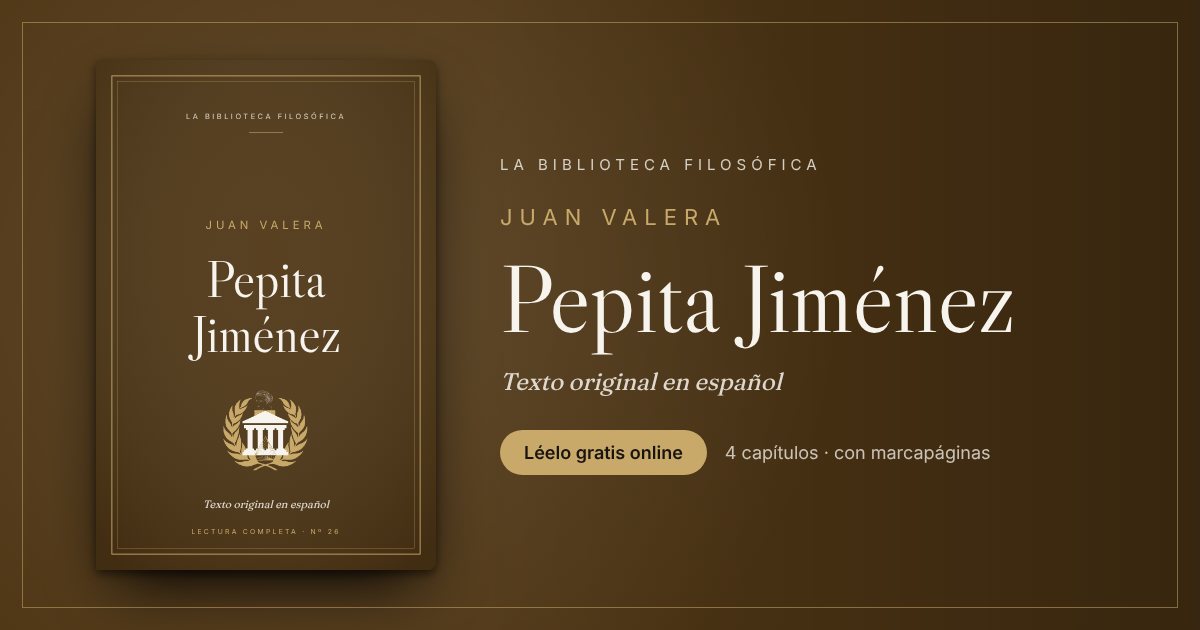 LA BIBLIOTECA FILOSÓFICA
JUAN VALERA
Pepita
Jiménez
Texto original en español
LECTURA COMPLETA · Nº 26
LA BIBLIOTECA FILOSÓFICA
JUAN VALERA
Pepita Jiménez
Texto original en español
Léelo gratis online
4 capítulos · con marcapáginas